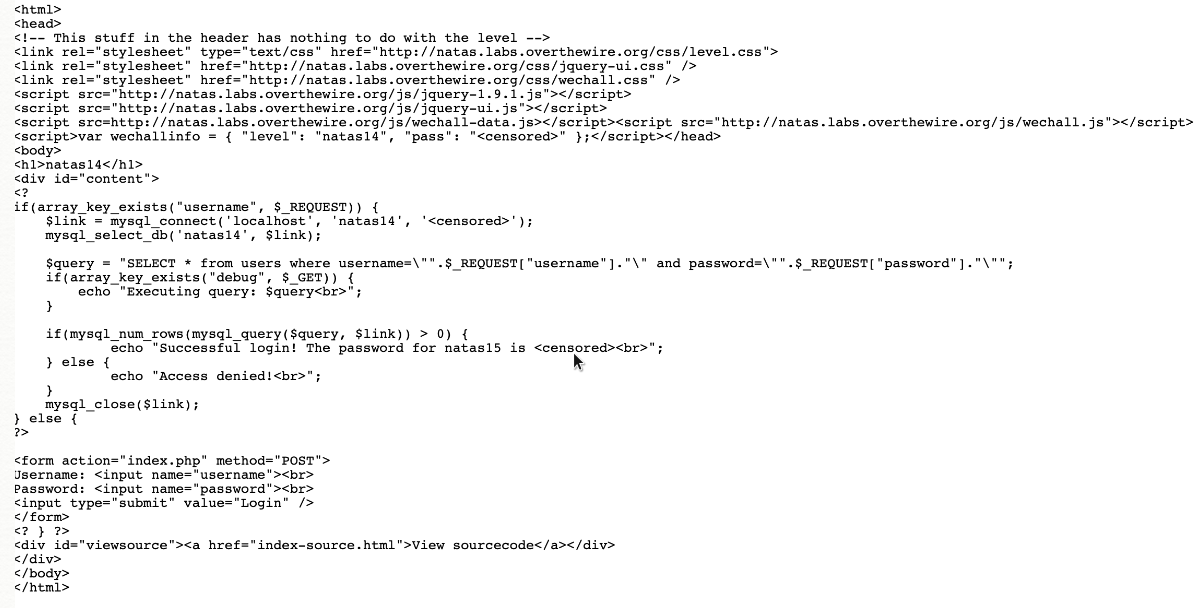 <html>
<head>
<!-- This stuff in the header has nothing to do with the level -->
<link rel="stylesheet" type="text/css" href="http://natas.labs.overthewire.org/css/level.css">
<link rel="stylesheet" href="http://natas.labs.overthewire.org/css/jquery-ui.css" />
<link rel="stylesheet" href="http://natas.labs.overthewire.org/css/wechall.css" />
<script src="http://natas.labs.overthewire.org/js/jquery-1.9.1.js"></script>
<script src="http://natas.labs.overthewire.org/js/jquery-ui.js"></script>
<script src=http://natas.labs.overthewire.org/js/wechall-data.js></script><script src="http://natas.labs.overthewire.org/js/wechall.js"></script>
<script>var wechallinfo = { "level": "natas14", "pass": "<censored>" };</script></head>
<body>
<h1>natas14</h1>
<div id="content">
<?
if(array_key_exists("username", $_REQUEST)) {
    $link = mysql_connect('localhost', 'natas14', '<censored>');
    mysql_select_db('natas14', $link);

    $query = "SELECT * from users where username=\"".$_REQUEST["username"]."\" and password=\"".$_REQUEST["password"]."\"";
    if(array_key_exists("debug", $_GET)) {
        echo "Executing query: $query<br>";
    }

    if(mysql_num_rows(mysql_query($query, $link)) > 0) {
            echo "Successful login! The password for natas15 is <censored><br>";
    } else {
            echo "Access denied!<br>";
    }
    mysql_close($link);
} else {
?>

<form action="index.php" method="POST">
Username: <input name="username"><br>
Password: <input name="password"><br>
<input type="submit" value="Login" />
</form>
<? } ?>
<div id="viewsource"><a href="index-source.html">View sourcecode</a></div>
</div>
</body>
</html>